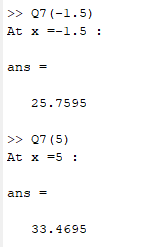 >> Q7(-1.5)
At x =-1.5 :
ans =
25.7595
>> Q7(5)
At x =5 :
ans =
33.4695